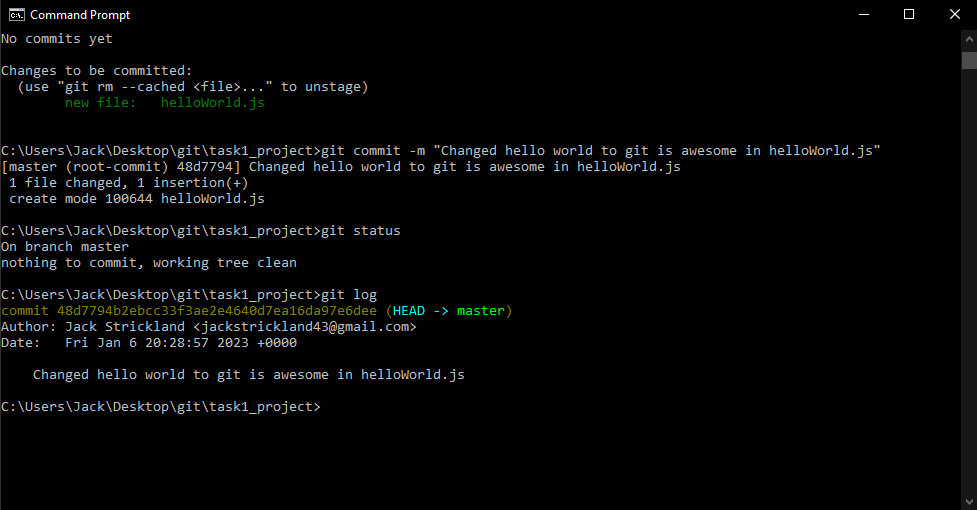 Command Prompt
No commits yet
Changes to be committed:
  (use "git rm --cached <file>..." to unstage)
        new file:   helloWorld.js
C:\Users\Jack\Desktop\git\task1_project>git commit -m "Changed hello world to git is awesome in helloWorld.js"
[master (root-commit) 48d7794] Changed hello world to git is awesome in helloWorld.js
 1 file changed, 1 insertion(+)
 create mode 100644 helloWorld.js
C:\Users\Jack\Desktop\git\task1_project>git status
On branch master
nothing to commit, working tree clean
C:\Users\Jack\Desktop\git\task1_project>git log
commit 48d7794b2ebcc33f3ae2e4640d7ea16da97e6dee (HEAD -> master)
Author: Jack Strickland <jackstrickland43@gmail.com>
Date:   Fri Jan 6 20:28:57 2023 +0000
    Changed hello world to git is awesome in helloWorld.js
C:\Users\Jack\Desktop\git\task1_project>